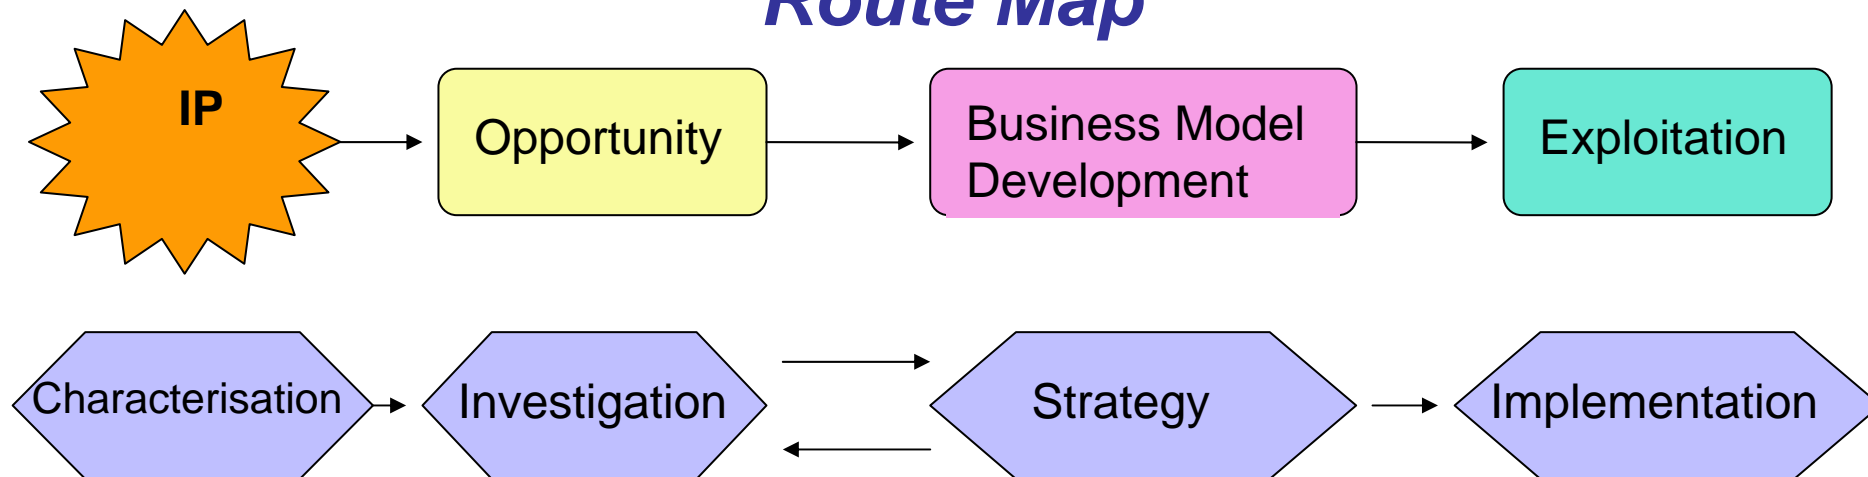 Route Map
IP
Opportunity
Business Model
Development
Exploitation
Characterisation
Investigation
Strategy
Implementation